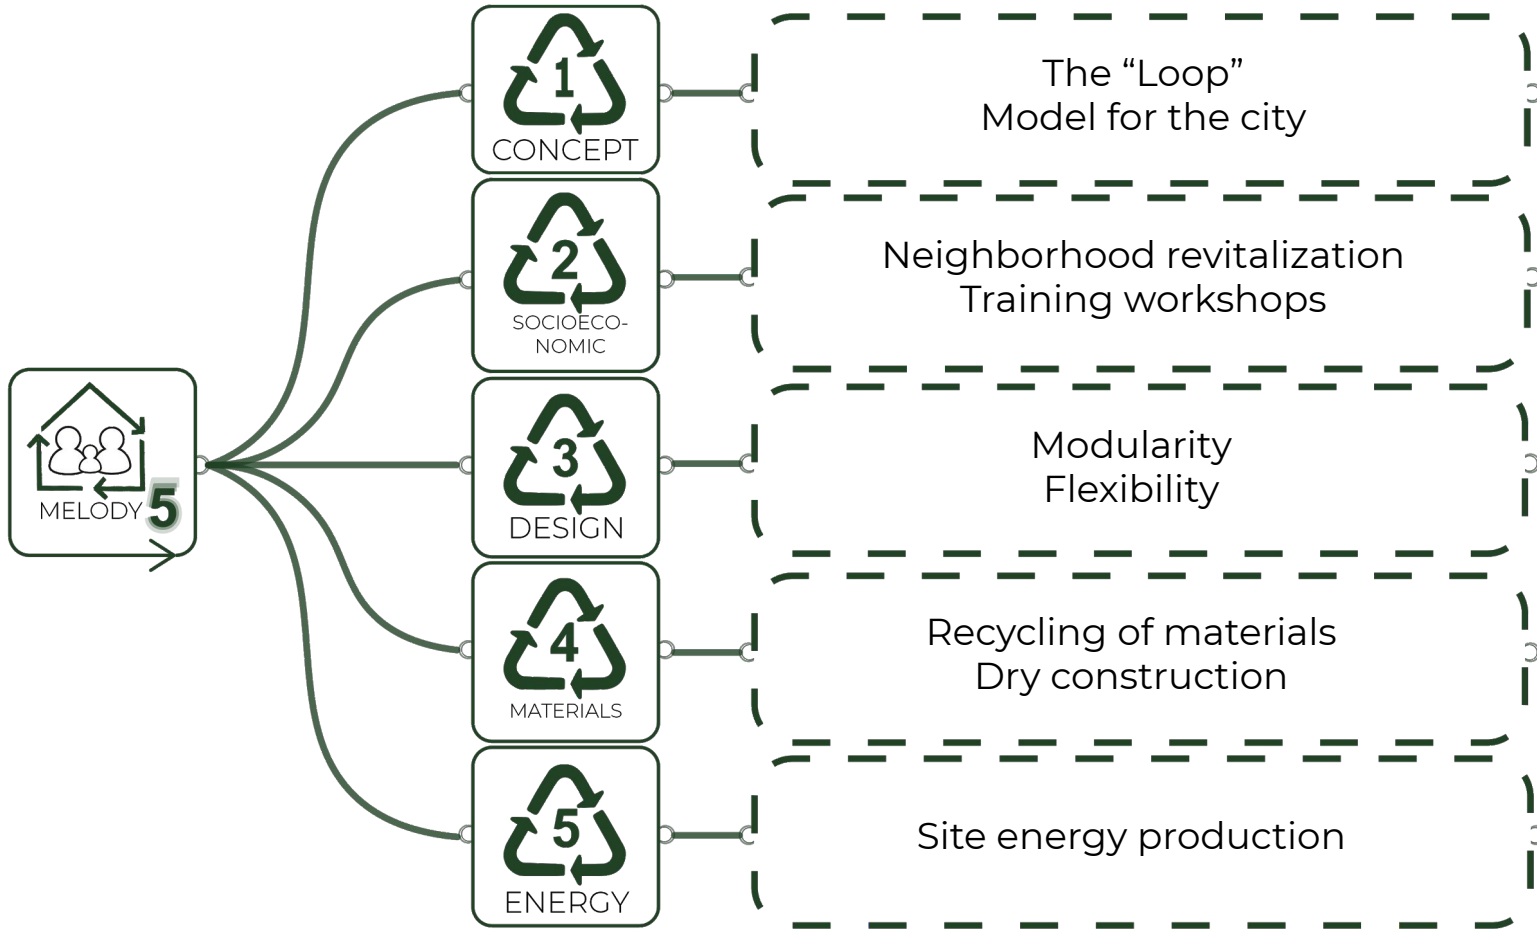 MELODY 5
1
CONCEPT
The “Loop”
Model for the city
2
SOCIOECO-
NOMIC
Neighborhood revitalization
Training workshops
3
DESIGN
Modularity
Flexibility
4
MATERIALS
Recycling of materials
Dry construction
5
ENERGY
Site energy production